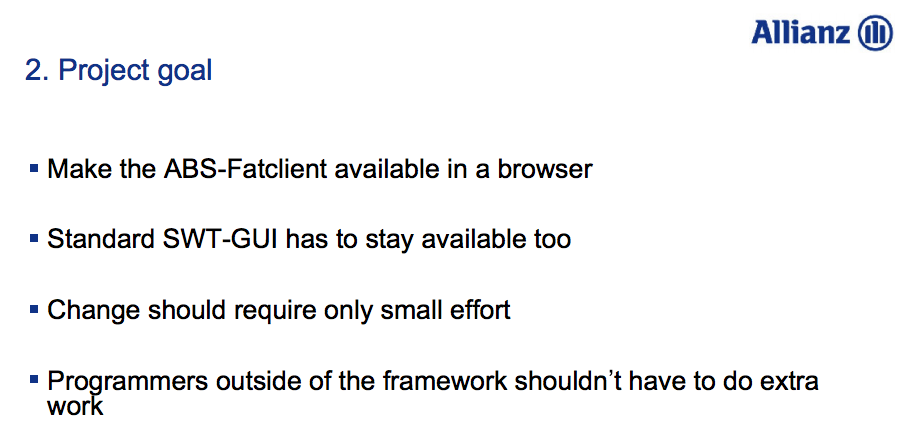 Allianz
2. Project goal
Make the ABS-Fatclient available in a browser
Standard SWT-GUI has to stay available too
Change should require only small effort
Programmers outside of the framework shouldn’t have to do extra
work